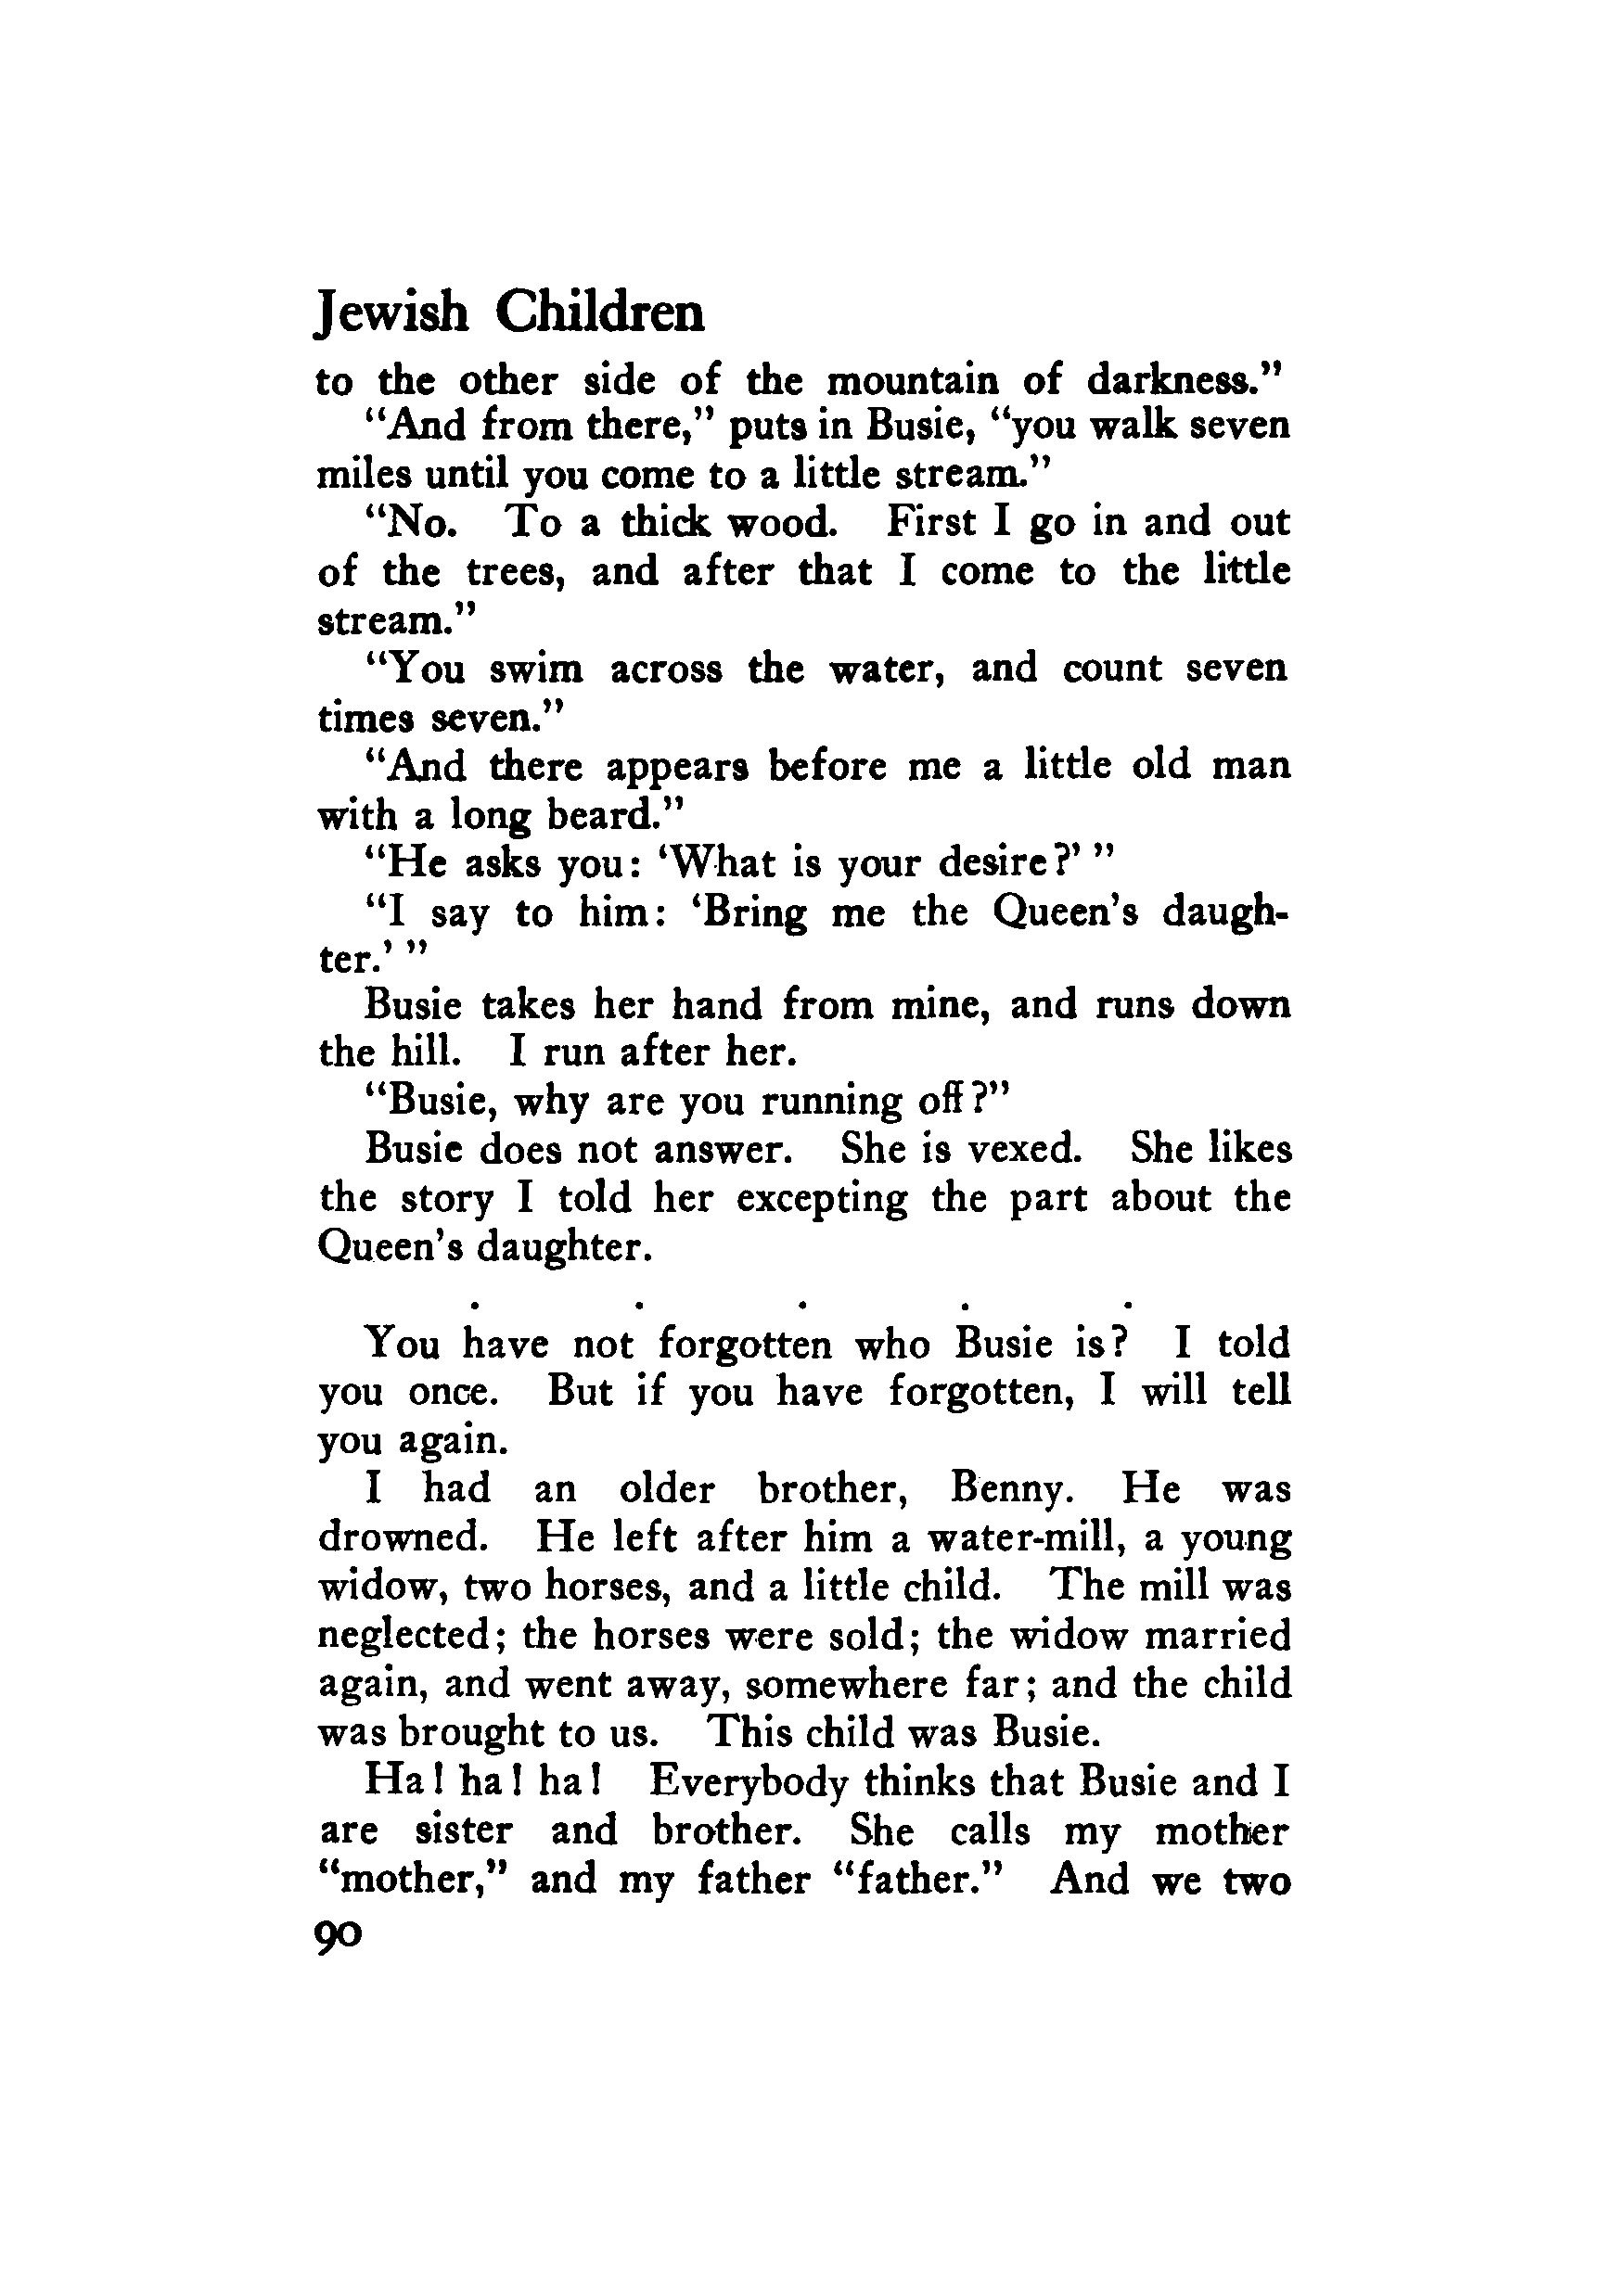 Jewish Children
to the other side of the mountain of darkness.”
“And from there,” puts in Busie, “you walk seven
miles until you come to a little stream.”
“No. To a thick wood. First I go in and out
of the trees, and after that I come to the little
stream.”
“You swim across the water, and count seven
times seven.”
“And there appears before me a little old man
with a long beard.”
“He asks you: ‘What is your desire?’ ”
“I say to him: ‘Bring me the Queen’s daugh-
ter.’ ”
Busie takes her hand from mine, and runs down
the hill. I run after her.
“Busie, why are you running off?”
Busie does not answer. She is vexed. She likes
the story I told her excepting the part about the
Queen’s daughter.
. . . . .
You have not forgotten who Busie is? I told
you once. But if you have forgotten, I will tell
you again.
I had an older brother, Benny. He was
drowned. He left after him a water-mill, a young
widow, two horses, and a little child. The mill was
neglected; the horses were sold; the widow married
again, and went away, somewhere far; and the child
was brought to us. This child was Busie.
Ha! ha! ha! Everybody thinks that Busie and I
are sister and brother. She calls my mother
“mother,” and my father “father.” And we two
90